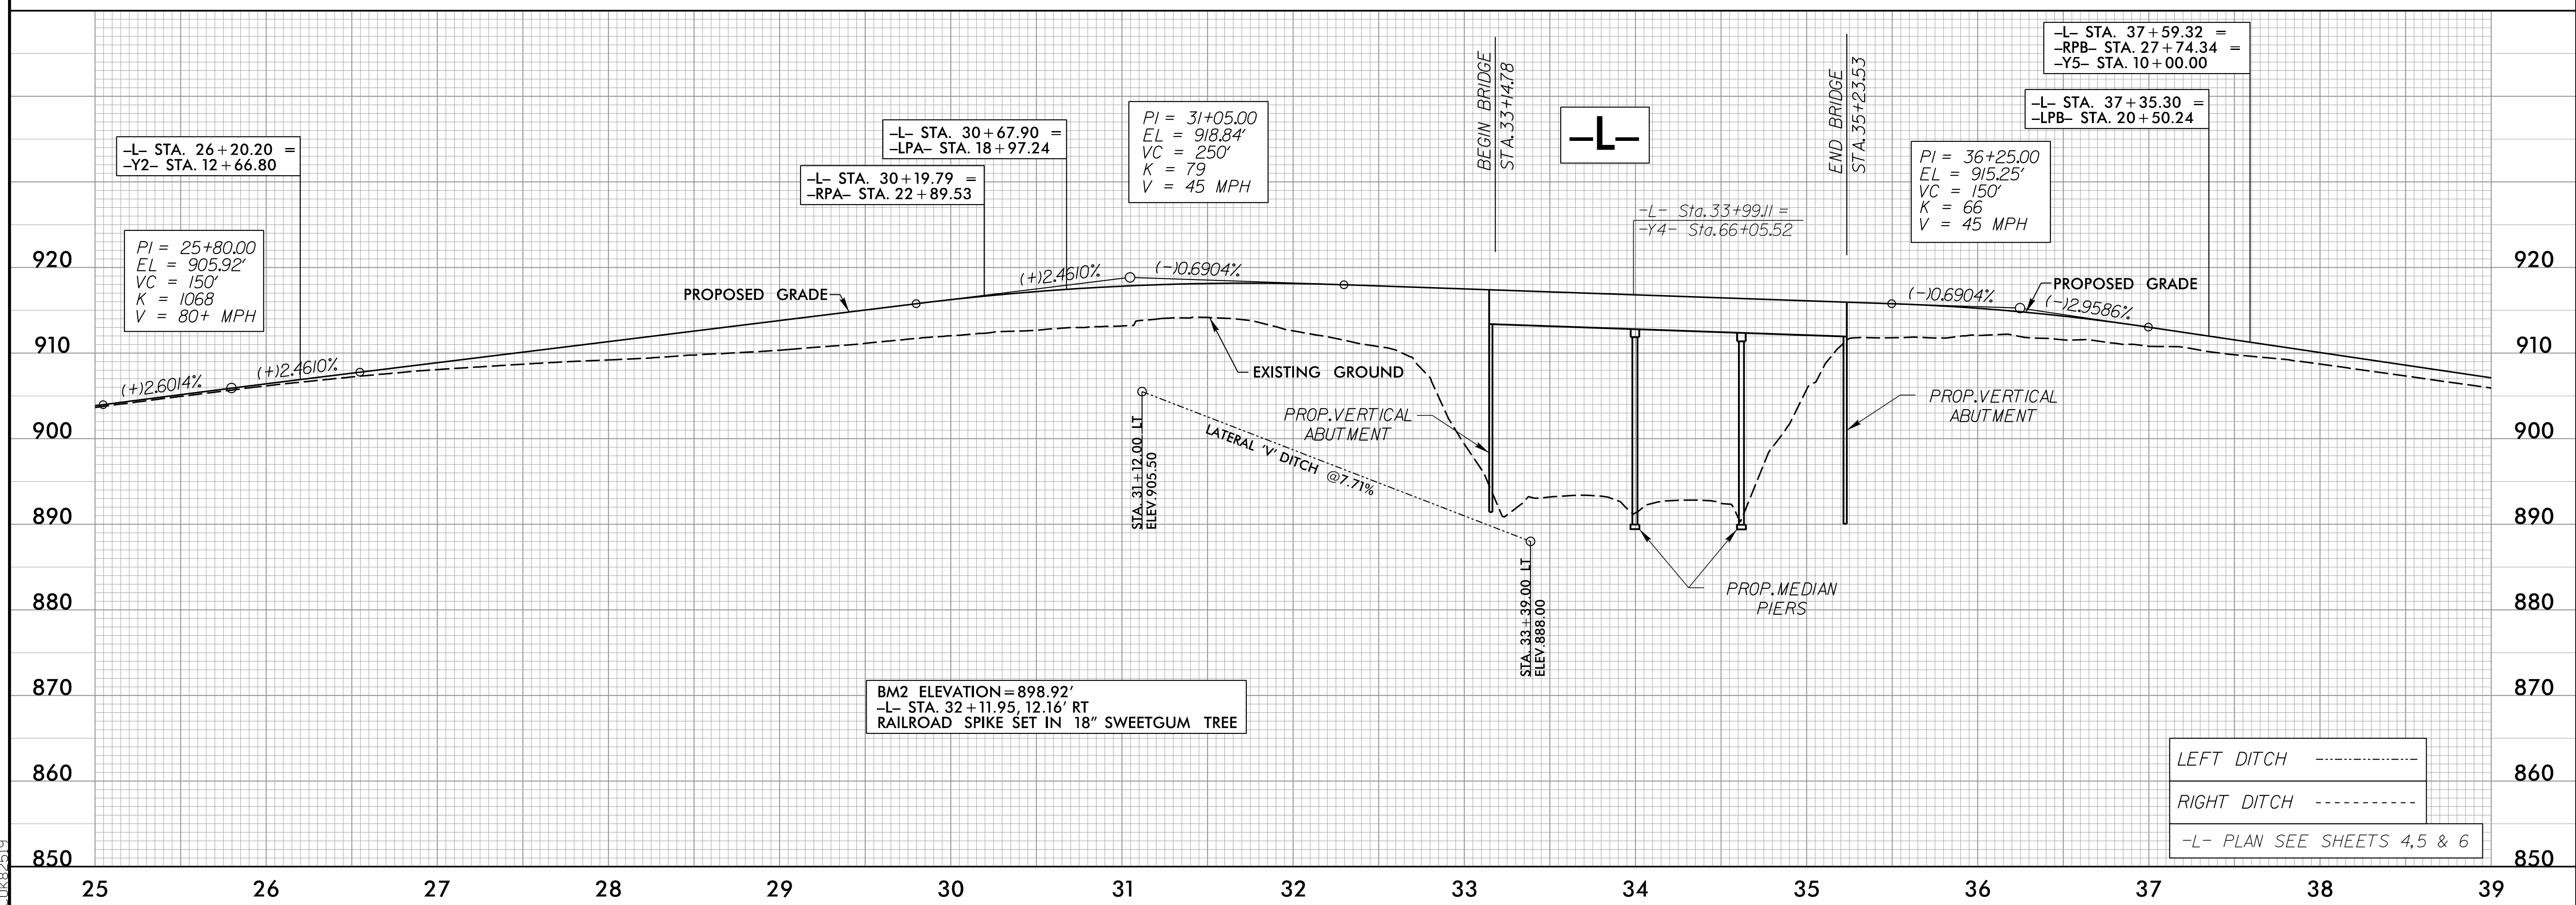 -L- STA. 26+20.20 =
-Y2- STA. 12+66.80
PI = 25+80.00
EL = 905.92'
VC = 150'
K = 1068
V = 80+ MPH
-L- STA. 30+67.90 =
-LPA- STA. 18+97.24
-L- STA. 30+19.79 =
-RPA- STA. 22+89.53
PI = 31+05.00
EL = 918.84'
VC = 250'
K = 79
V = 45 MPH
BEGIN BRIDGE
STA.33+14.78
-L-
-L- Sta.33+99.11 =
-Y4- Sta.66+05.52
END BRIDGE
STA.35+23.53
-L- STA. 37+59.32 =
-RPB- STA. 27+74.34 =
-Y5- STA. 10+00.00
-L- STA. 37+35.30 =
-LPB- STA. 20+50.24
PI = 36+25.00
EL = 915.25'
VC = 150'
K = 66
V = 45 MPH
(+)2.6014%
(+)2.4610%
PROPOSED GRADE
(+)2.4610%
(-)0.6904%
(-)0.6904%
PROPOSED GRADE
(-)2.9586%
EXISTING GROUND
STA. 31+12.00 LT
ELEV.905.50
LATERAL 'V' DITCH @7.71%
PROP.VERTICAL
ABUTMENT
STA. 33+39.00 LT
ELEV.888.00
PROP.VERTICAL
ABUTMENT
PROP.MEDIAN
PIERS
BM2 ELEVATION=898.92'
-L- STA. 32+11.95, 12.16' RT
RAILROAD SPIKE SET IN 18" SWEETGUM TREE
LEFT DITCH
RIGHT DITCH
-L- PLAN SEE SHEETS 4,5 & 6
920
910
900
890
880
870
860
850
920
910
900
890
880
870
860
850
25 26 27 28 29 30 31 32 33 34 35 36 37 38 39